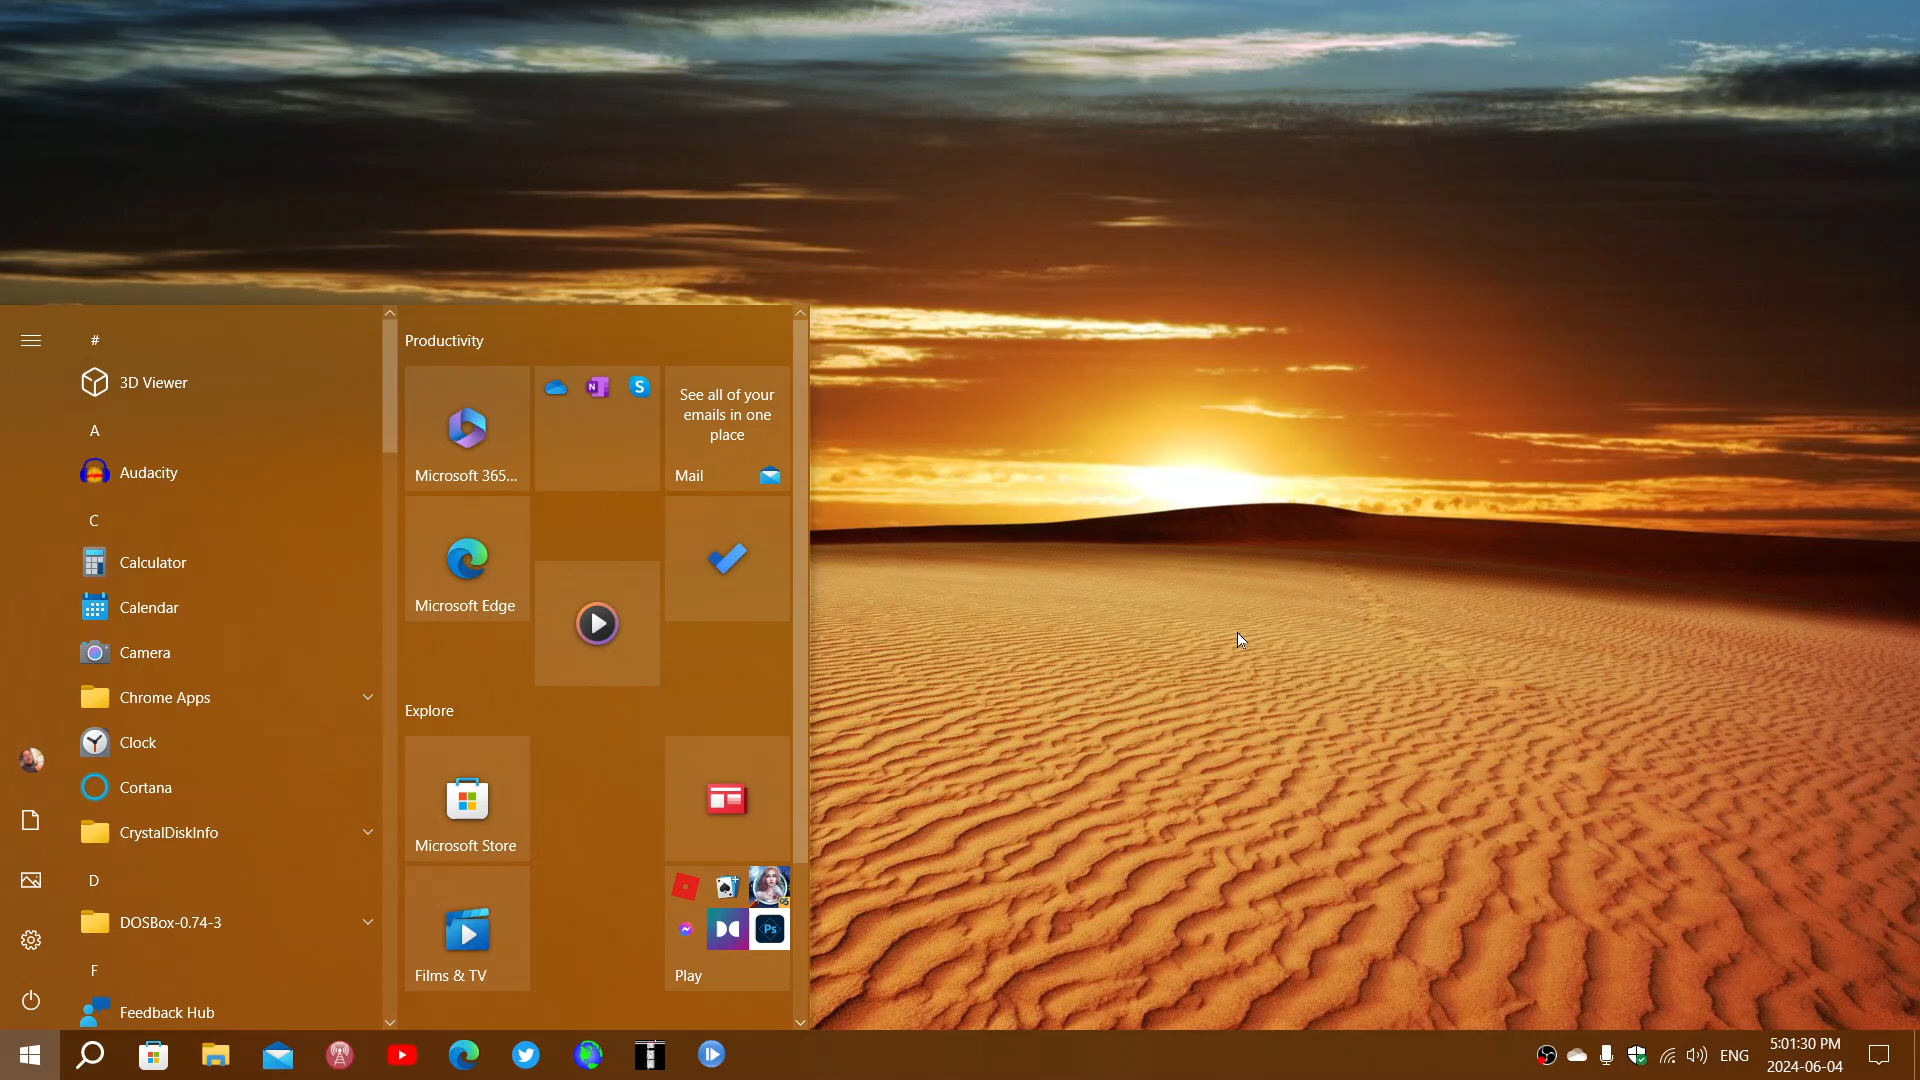 #
3D Viewer
A
Audacity
C
Calculator
Calendar
Camera
Chrome Apps
Clock
Cortana
CrystalDiskInfo
D
DOSBox-0.74-3
F
Feedback Hub
Productivity
Microsoft 365...
N
S
See all of your
emails in one
place
Mail
Microsoft Edge
Explore
Microsoft Store
Films & TV
Ps
Play
ENG
5:01:30 PM
2024-06-04